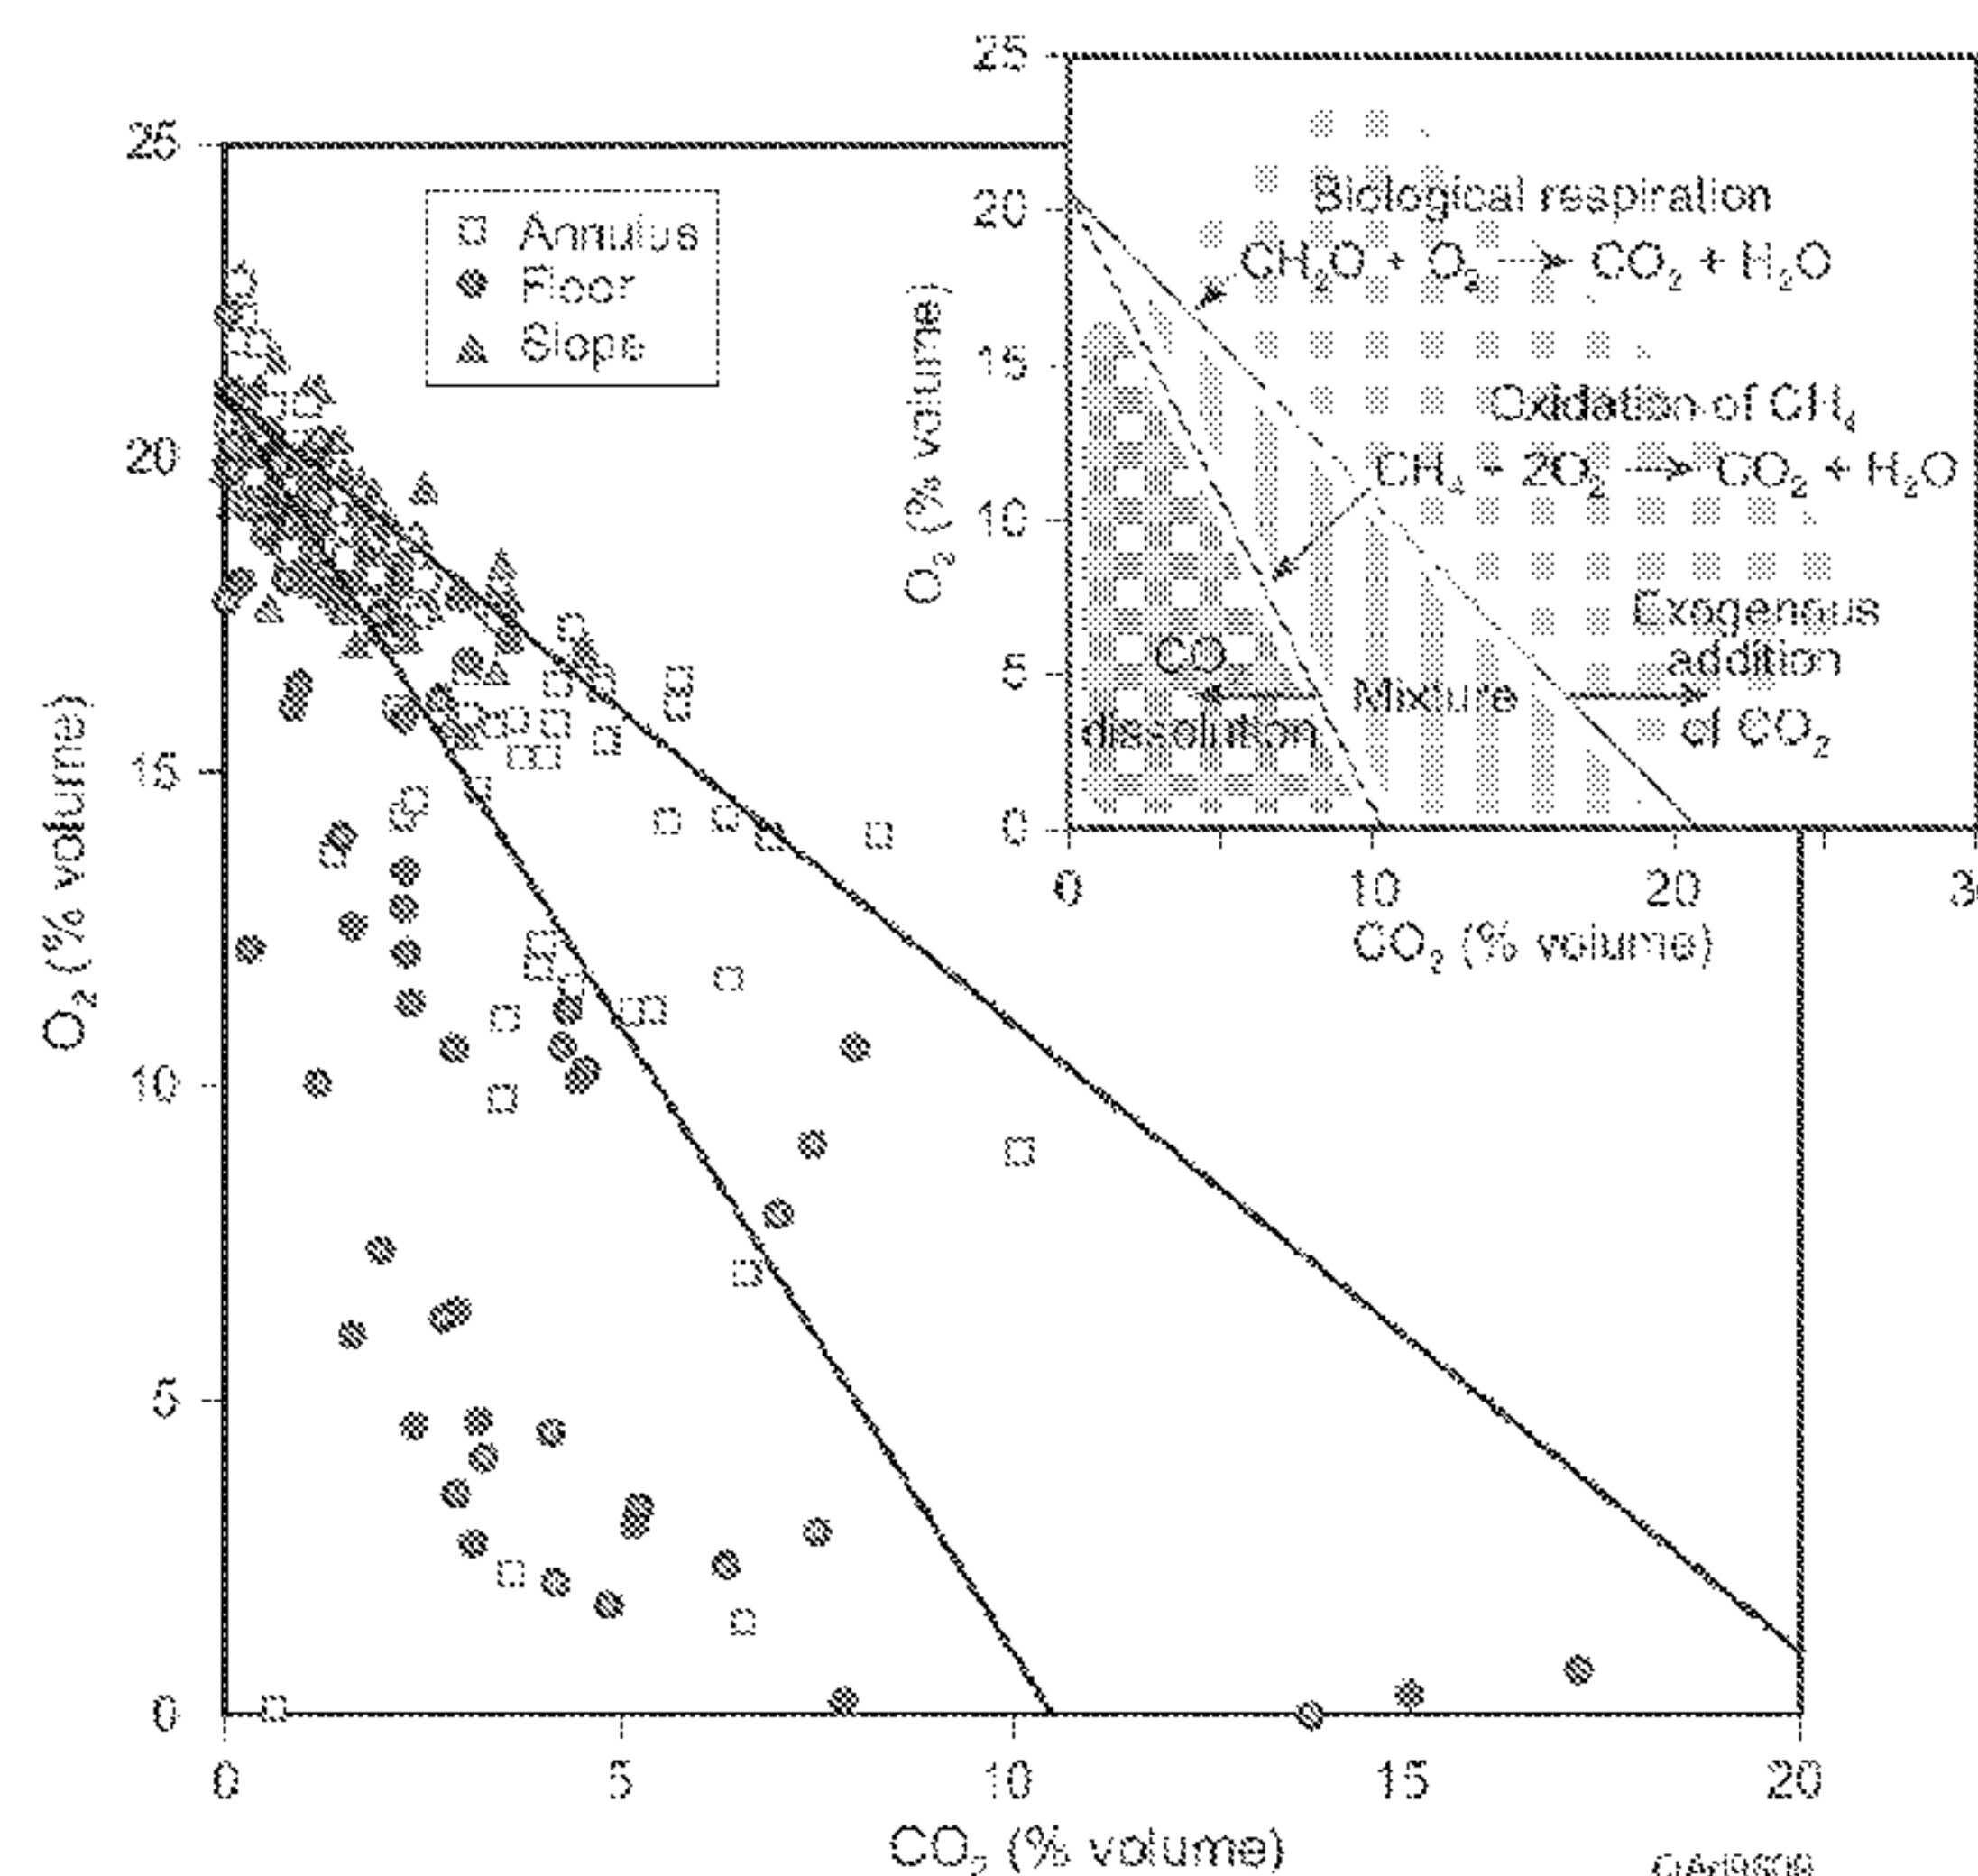 25
20
15
10
5
0
O₂ (% volume)
Annulus
Floor
Slope
0
5
10
15
20
CO₂ (% volume)
25
20
15
10
5
0
O₂ (% volume)
Biological respiration
CH₂O + O₂ → CO₂ + H₂O
Oxidation of CH₄
CH₄ + 2O₂ → CO₂ + H₂O
Exogenous
addition
of CO₂
Mixture
CO
dissolution
0
10
20
CO₂ (% volume)